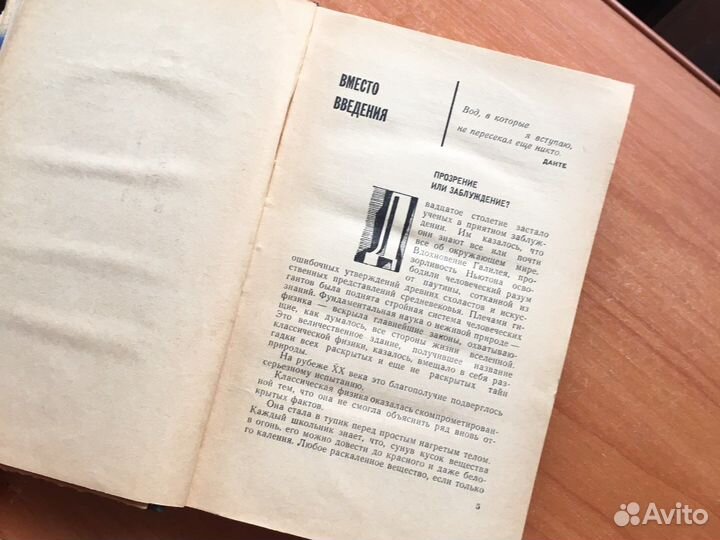 ВМЕСТО
ВВЕДЕНИЯ
Вод, в которые
я вступаю,
не пересекал еще никто.
ДАНТЕ
ПРОЗРЕНИЕ
ИЛИ ЗАБЛУЖДЕНИЕ?
Двадцатое столетие застало
ученых в приятном заблуж-
дении. Им казалось, что
они знают все или почти
все об окружающем мире.
Вдохновение Галилея, про-
зорливость Ньютона осво-
бодили человеческий разум
от паутины, сотканной из
ошибочных утверждений древних схоластов и искус-
ственных представлений средневековья. Плечами ги-
гантов была поднята стройная система человеческих
знаний. Фундаментальная наука о неживой природе —
физика — вскрыла главнейшие законы, охватываю-
щие, как думалось, все стороны жизни вселенной.
Это величественное здание, получившее название
классической физики, казалось, вмещало в себя раз-
гадки всех раскрытых и еще не раскрытых тайн
природы.
На рубеже XX века это благополучие подверглось
серьезному испытанию.
Классическая физика оказалась скомпрометирован-
ной тем, что она не смогла объяснить ряд вновь от-
крытых фактов.
Она стала в тупик перед простым нагретым телом.
Каждый школьник знает, что, сунув кусок вещества
в огонь, его можно довести до красного и даже бело-
го каления. Любое раскаленное вещество, если только
5
Avito